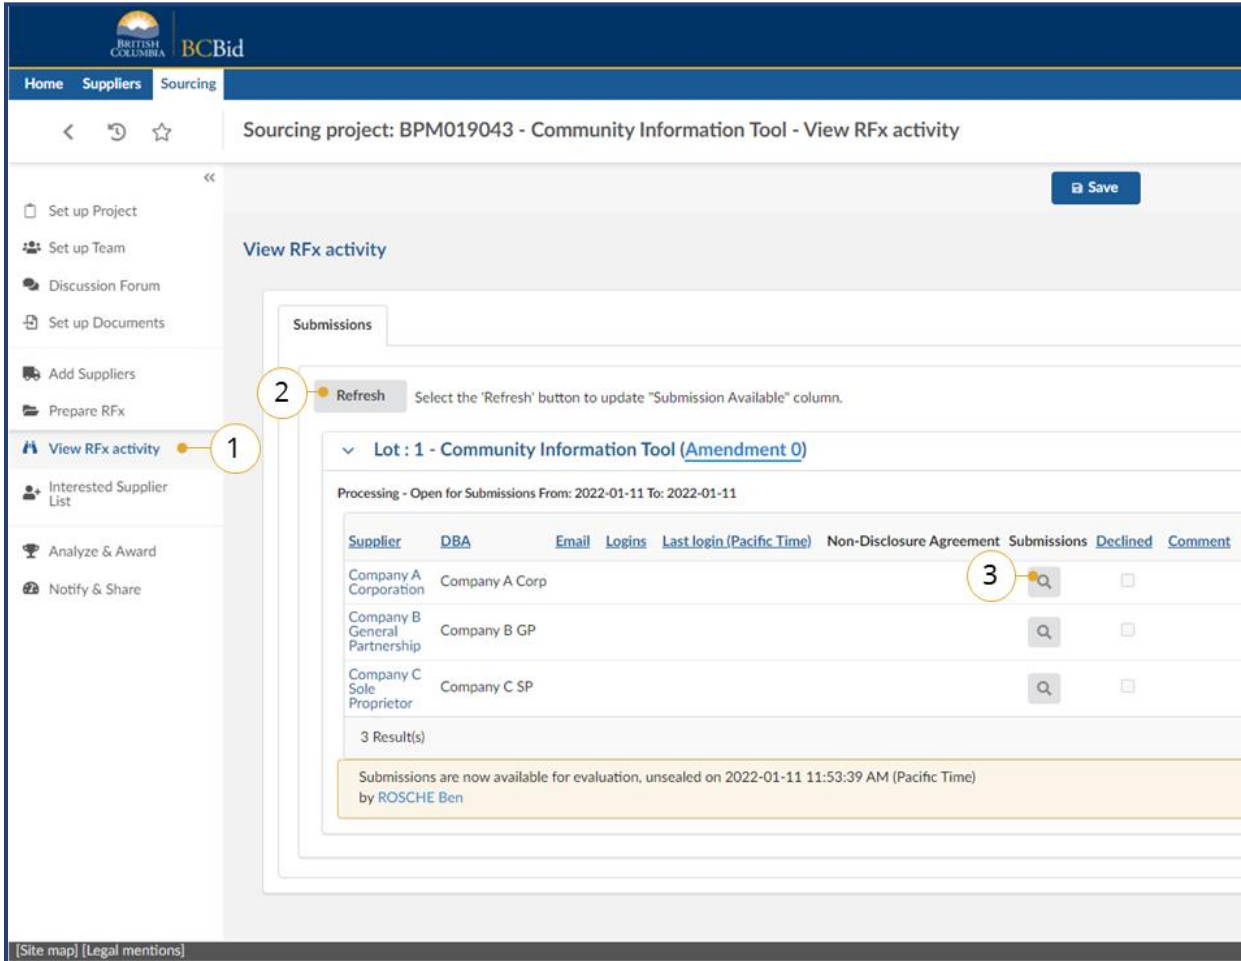 BRITISH
COLUMBIA
BCBid
Home Suppliers Sourcing
Sourcing project: BPM019043 - Community Information Tool - View RFx activity
Save
Set up Project
Set up Team
Discussion Forum
Set up Documents
Add Suppliers
Prepare RFx
View RFx activity
1
Interested Supplier
List
Analyze & Award
Notify & Share
View RFx activity
Submissions
2
Refresh Select the 'Refresh' button to update "Submission Available" column.
Lot : 1 - Community Information Tool (Amendment 0)
Processing - Open for Submissions From: 2022-01-11 To: 2022-01-11
Supplier DBA Email Logins Last login (Pacific Time) Non-Disclosure Agreement Submissions Declined Comment
Company A
Corporation
Company A Corp
3
Company B
General
Partnership
Company B GP
Company C
Sole
Proprietor
Company C SP
3 Result(s)
Submissions are now available for evaluation, unsealed on 2022-01-11 11:53:39 AM (Pacific Time)
by ROSCHE Ben
[Site map] [Legal mentions]